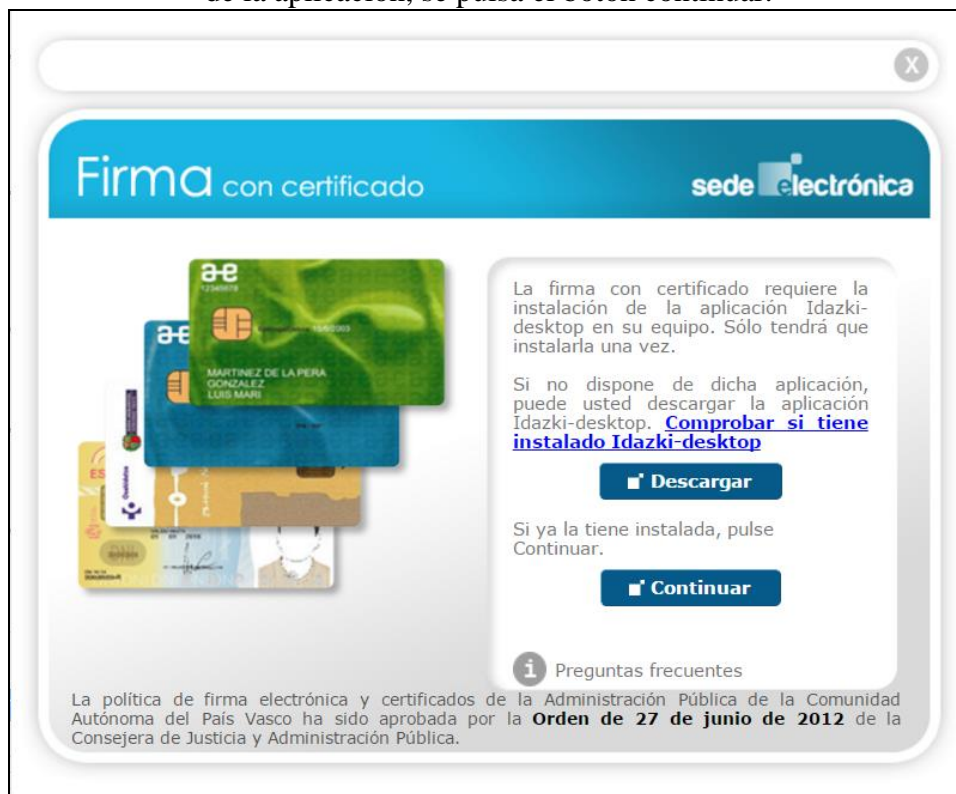 de la aplicación, se pulsa el botón continuar.
X
Firma con certificado
sede electrónica
a-e
12345678
MARTINEZ DE LA PERA
GONZALEZ
LUIS MARI
a-e
Osakidetza
ES
La firma con certificado requiere la
instalación de la aplicación Idazki-
desktop en su equipo. Sólo tendrá que
instalarla una vez.
Si no dispone de dicha aplicación,
puede usted descargar la aplicación
Idazki-desktop. Comprobar si tiene
instalado Idazki-desktop
Descargar
Si ya la tiene instalada, pulse
Continuar.
Continuar
i Preguntas frecuentes
La política de firma electrónica y certificados de la Administración Pública de la Comunidad
Autónoma del País Vasco ha sido aprobada por la Orden de 27 de junio de 2012 de la
Consejera de Justicia y Administración Pública.